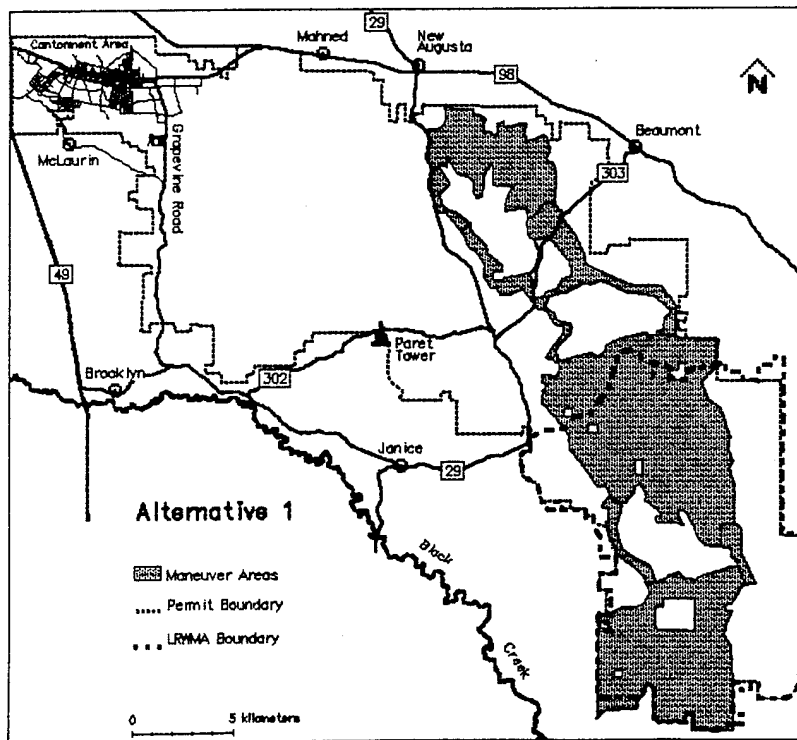 29
New
Augusta
Mahned
Cantonment Area
98
N
Beaumont
McLaurin
Grapevine Road
303
49
Paret
Tower
Brooklyn
302
Janice
29
Alternative 1
Black
Creek
Maneuver Areas
Permit Boundary
LRWMA Boundary
0 5 kilometers